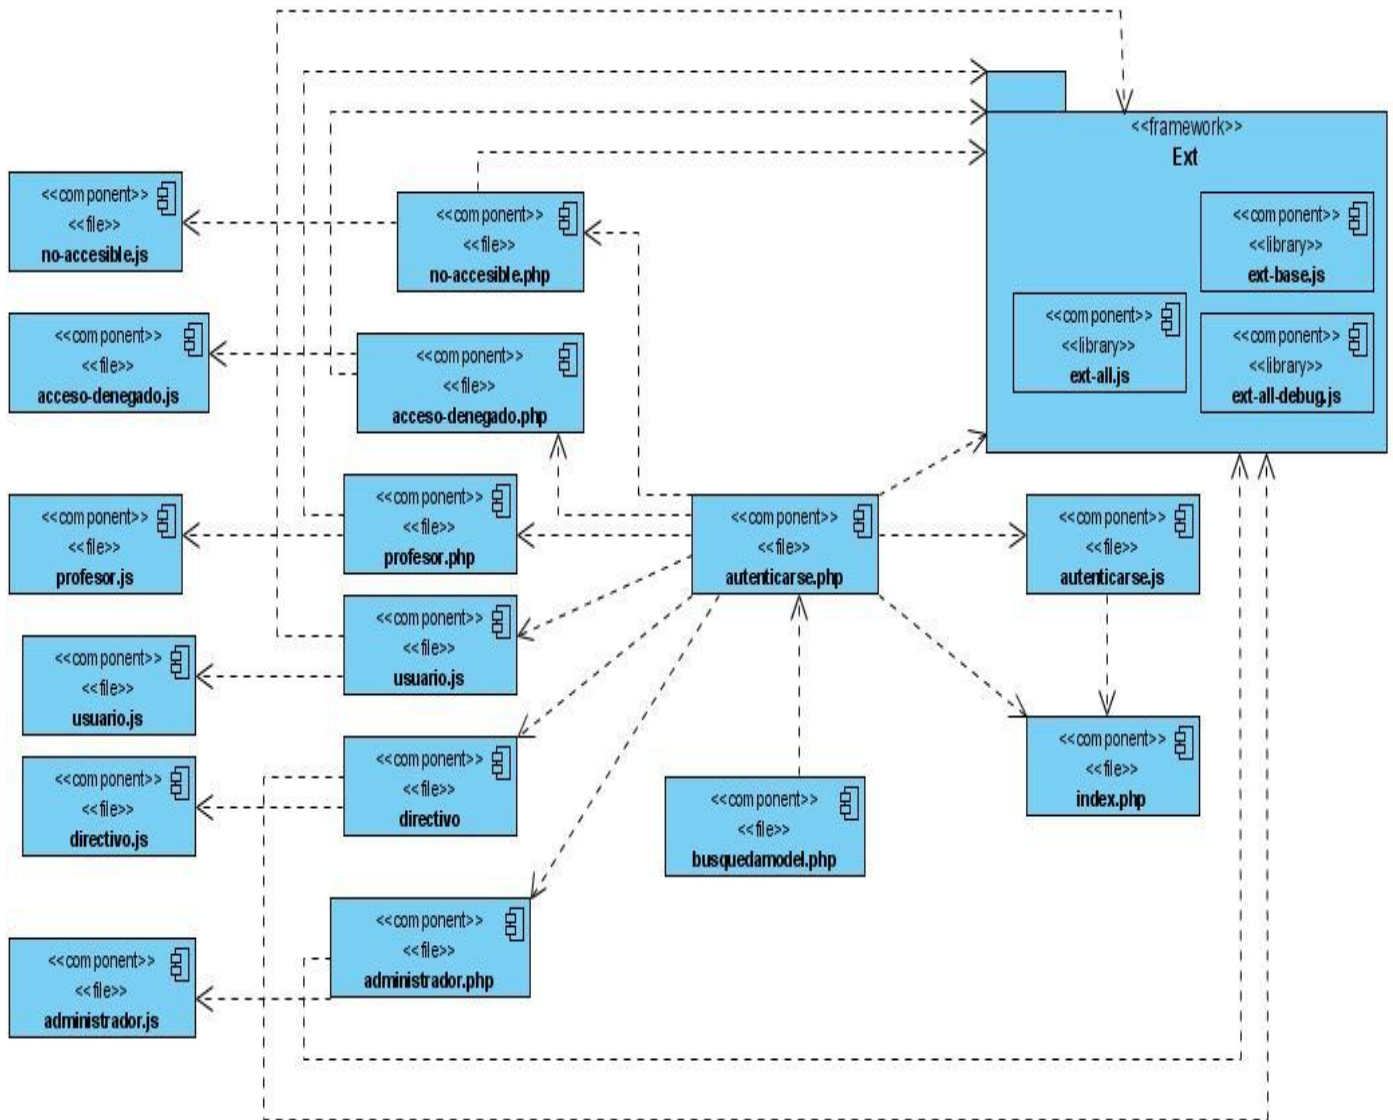 <<framework>>
Ext
<<component>>
<<library>>
ext-base.js
<<component>>
<<library>>
ext-all.js
<<component>>
<<library>>
ext-all-debug.js
<<component>>
<<file>>
no-accesible.js
<<component>>
<<file>>
no-accesible.php
<<component>>
<<file>>
acceso-denegado.js
<<component>>
<<file>>
acceso-denegado.php
<<component>>
<<file>>
profesor.js
<<component>>
<<file>>
profesor.php
<<component>>
<<file>>
autenticarse.php
<<component>>
<<file>>
autenticarse.js
<<component>>
<<file>>
usuario.js
<<component>>
<<file>>
usuario.js
<<component>>
<<file>>
directivo.js
<<component>>
<<file>>
directivo
<<component>>
<<file>>
busquedamodel.php
<<component>>
<<file>>
index.php
<<component>>
<<file>>
administrador.js
<<component>>
<<file>>
administrador.php